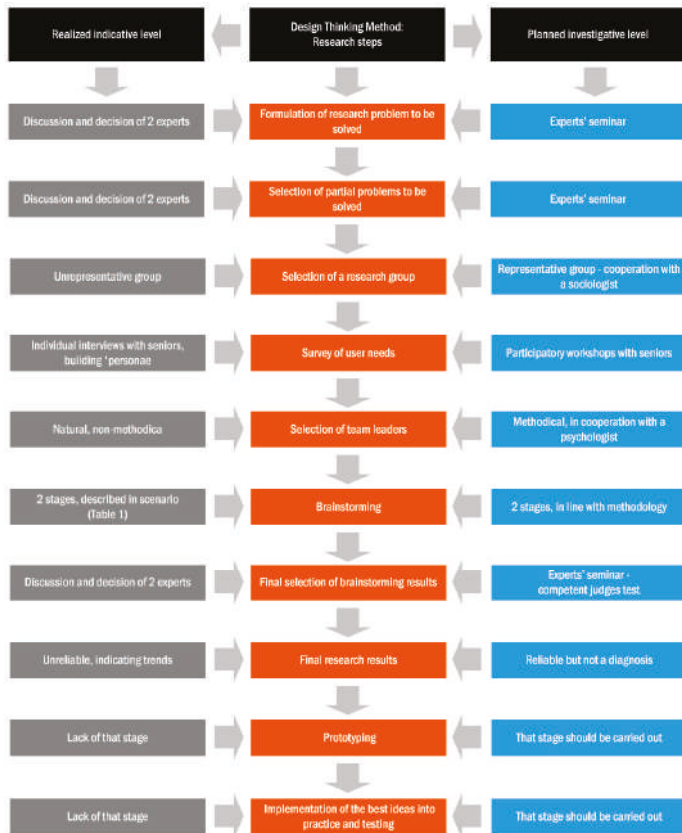 Realized indicative level
Design Thinking Method:
Research steps
Planned investigative level
Discussion and decision of 2 experts
Formulation of research problem to be
solved
Experts' seminar
Discussion and decision of 2 experts
Selection of partial problems to be
solved
Experts' seminar
Unrepresentative group
Selection of a research group
Representative group - cooperation with
a sociologist
Individual interviews with seniors,
building "personae
Survey of user needs
Participatory workshops with seniors
Natural, non-methodica
Selection of team leaders
Methodical, in cooperation with a
psychologist
2 stages, described in scenario
(Table 1)
Brainstorming
2 stages, in line with methodology
Discussion and decision of 2 experts
Final selection of brainstorming results
Experts' seminar -
competent judges test
Unreliable, indicating trends
Final research results
Reliable but not a diagnosis
Lack of that stage
Prototyping
That stage should be carried out
Lack of that stage
Implementation of the best ideas into
practice and testing
That stage should be carried out